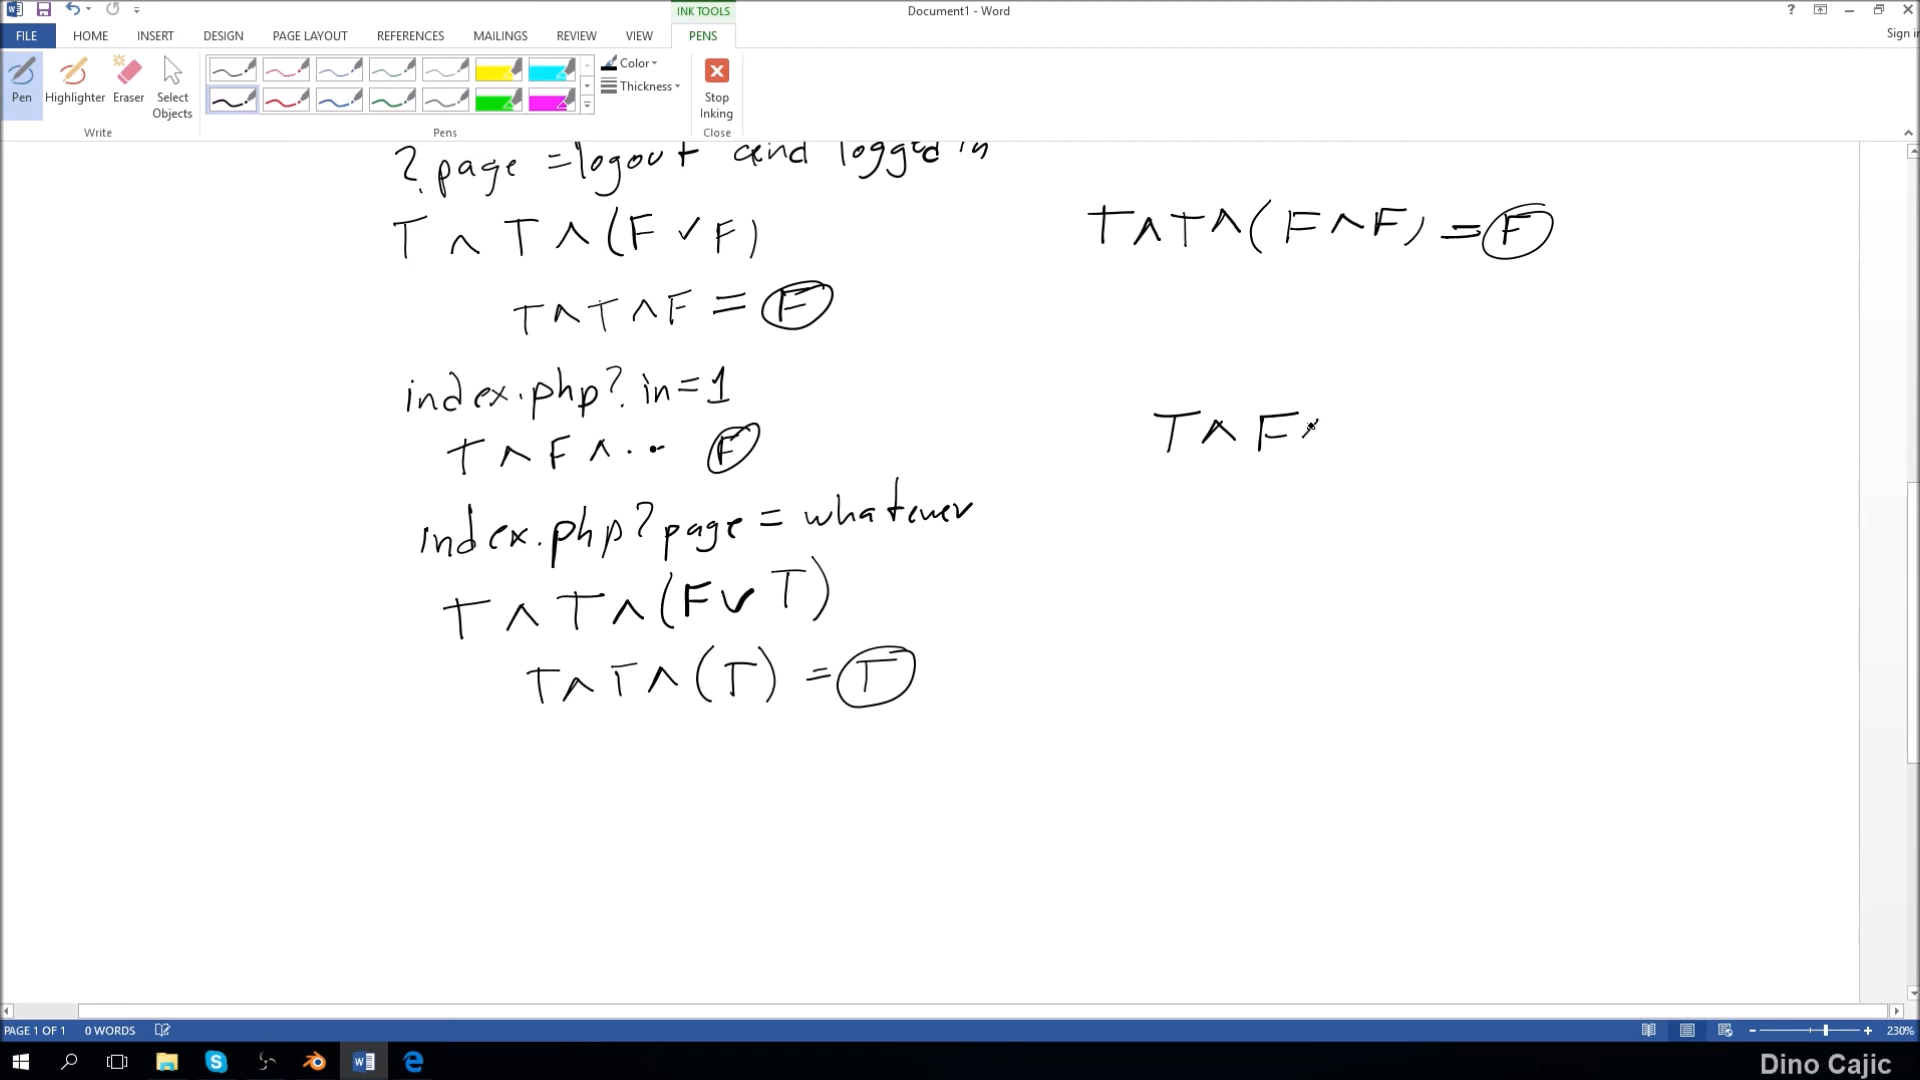 Document1 - Word
INK TOOLS
Sign in
FILE HOME INSERT DESIGN PAGE LAYOUT REFERENCES MAILINGS REVIEW VIEW PENS
Pen Highlighter Eraser Select Objects
Color
Thickness
Stop Inking
Write Pens Close
?page =logout and logged in
T ∧ T ∧ (F ∨ F)
T ∧ T ∧ F = F
index.php?in=1
T ∧ F ∧ .. F
index.php?page = whatever
T ∧ T ∧ (F ∨ T)
T ∧ T ∧ (T) = T
T ∧ T ∧ ( F ∧ F) = F
T ∧ F
PAGE 1 OF 1 0 WORDS
230%
Dino Cajic